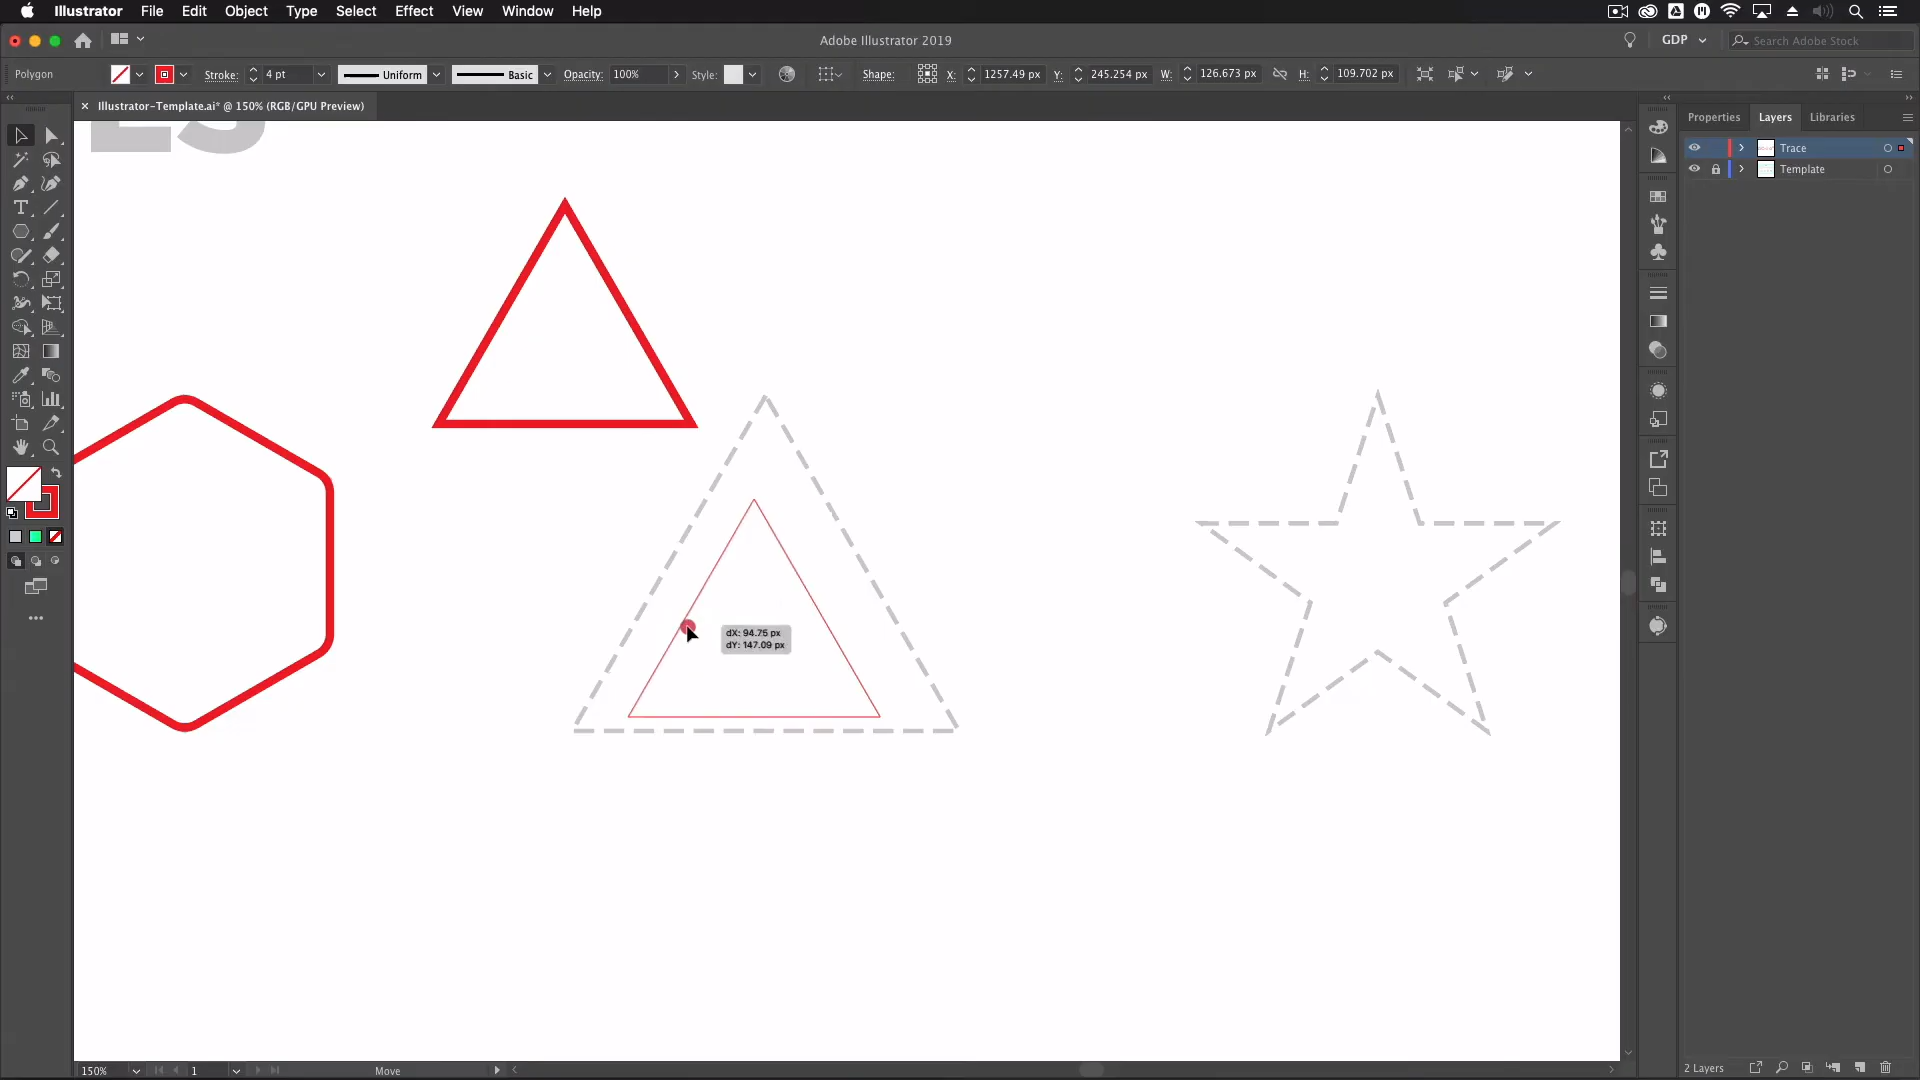 Illustrator File Edit Object Type Select Effect View Window Help
Adobe Illustrator 2019
GDP
Search Adobe Stock
Polygon
Stroke:
4 pt
Uniform
Basic
Opacity:
100%
Style:
Shape:
X:
1257.49 px
Y:
245.254 px
W:
126.673 px
H:
109.702 px
× Illustrator-Template.ai* @ 150% (RGB/GPU Preview)
ES
dX: 94.75 px
dY: 147.09 px
Properties Layers Libraries
Trace
Template
150%
1
Move
2 Layers